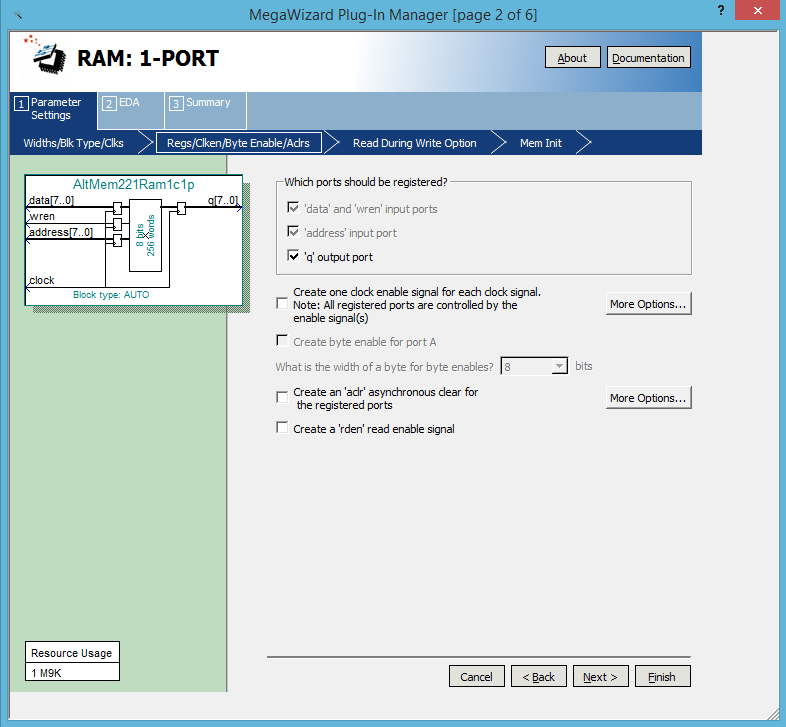 MegaWizard Plug-In Manager [page 2 of 6]
? ×
RAM: 1-PORT
About
Documentation
1 Parameter Settings
2 EDA
3 Summary
Widths/Blk Type/Clks
Regs/Clken/Byte Enable/Aclrs
Read During Write Option
Mem Init
AltMem221Ram1c1p
data[7..0]
wren
address[7..0]
clock
q[7..0]
8 bits
256 words
Block type: AUTO
Which ports should be registered?
'data' and 'wren' input ports
'address' input port
'q' output port
Create one clock enable signal for each clock signal.
Note: All registered ports are controlled by the
enable signal(s)
More Options...
Create byte enable for port A
What is the width of a byte for byte enables? 8 bits
Create an 'aclr' asynchronous clear for
the registered ports
More Options...
Create a 'rden' read enable signal
Resource Usage
1 M9K
Cancel
< Back
Next >
Finish